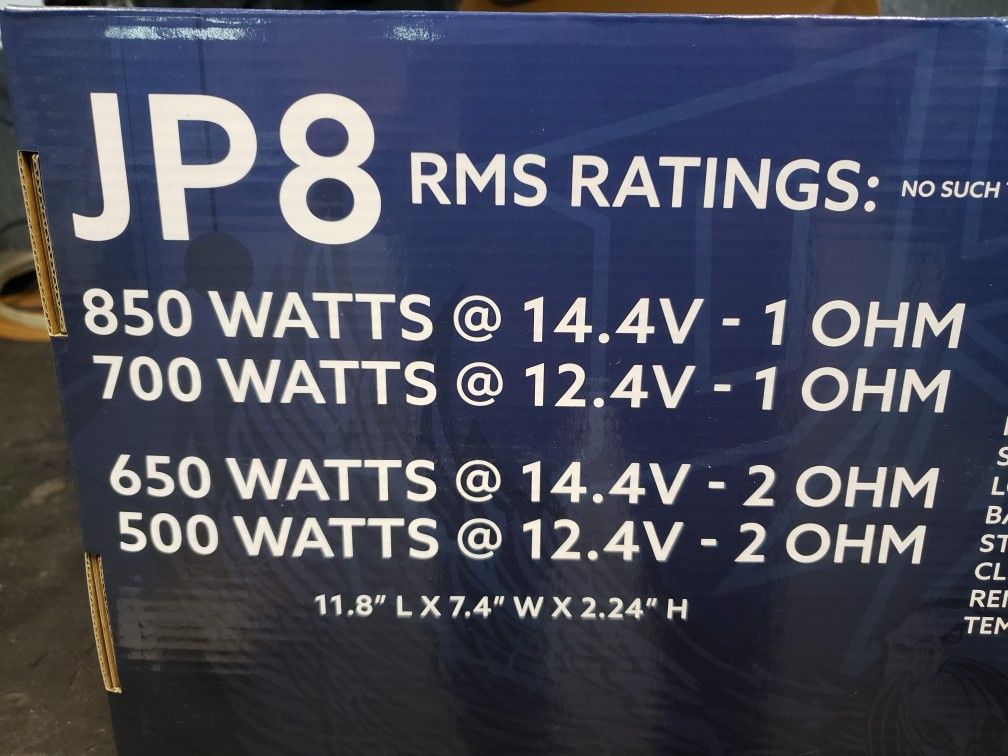 JP8 RMS RATINGS: NO SUCH
850 WATTS @ 14.4V - 1 OHM
700 WATTS @ 12.4V - 1 OHM
650 WATTS @ 14.4V - 2 OHM
500 WATTS @ 12.4V - 2 OHM
11.8" L X 7.4" W X 2.24" H